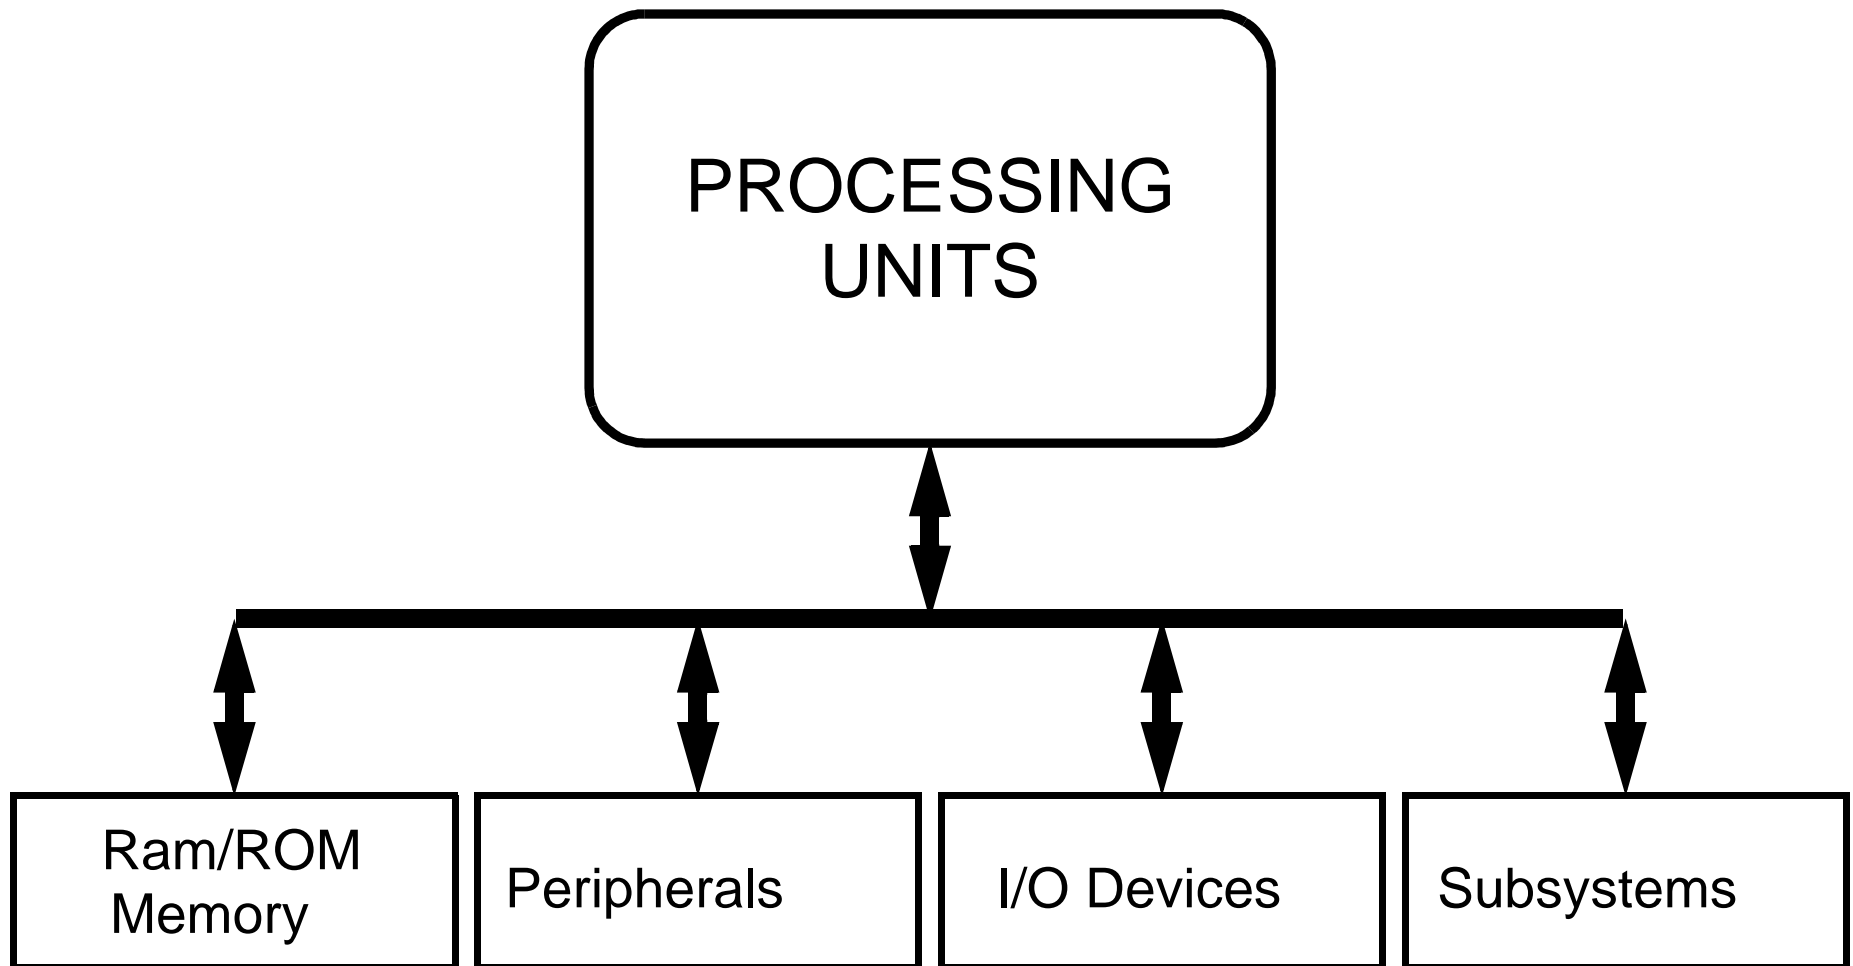 PROCESSING
UNITS
Ram/ROM
Memory
Peripherals
I/O Devices
Subsystems